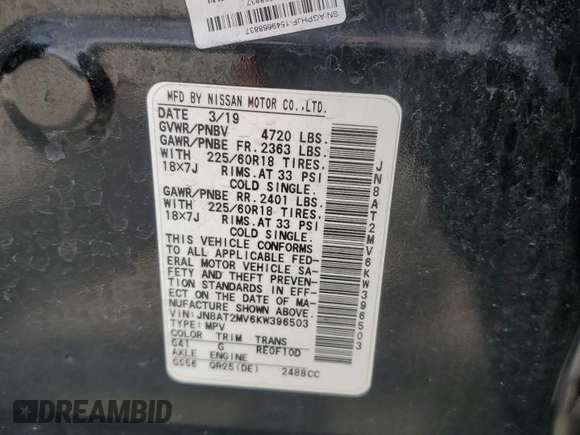 SN:AGPHUF-1549668837
MFD BY NISSAN MOTOR CO.,LTD.
DATE 3/19
GVWR/PNBV 4720 LBS.
GAWR/PNBE FR. 2363 LBS.
WITH 225/60R18 TIRES,
18X7J RIMS.AT 33 PSI
COLD SINGLE.
GAWR/PNBE RR. 2401 LBS.
WITH 225/60R18 TIRES,
18X7J RIMS.AT 33 PSI
COLD SINGLE.
THIS VEHICLE CONFORMS
TO ALL APPLICABLE FED-
ERAL MOTOR VEHICLE SA-
FETY AND THEFT PREVEN-
TION STANDARDS IN EFF-
ECT ON THE DATE OF MA-
NUFACTURE SHOWN ABOVE.
VIN: JN8AT2MV6KW396503
TYPE: MPV
COLOR TRIM TRANS
G41 G RE0F10D
AXLE ENGINE
GS56 QR25(DE) 2488CC
JN8AT2MV6KW396503
DREAMBID